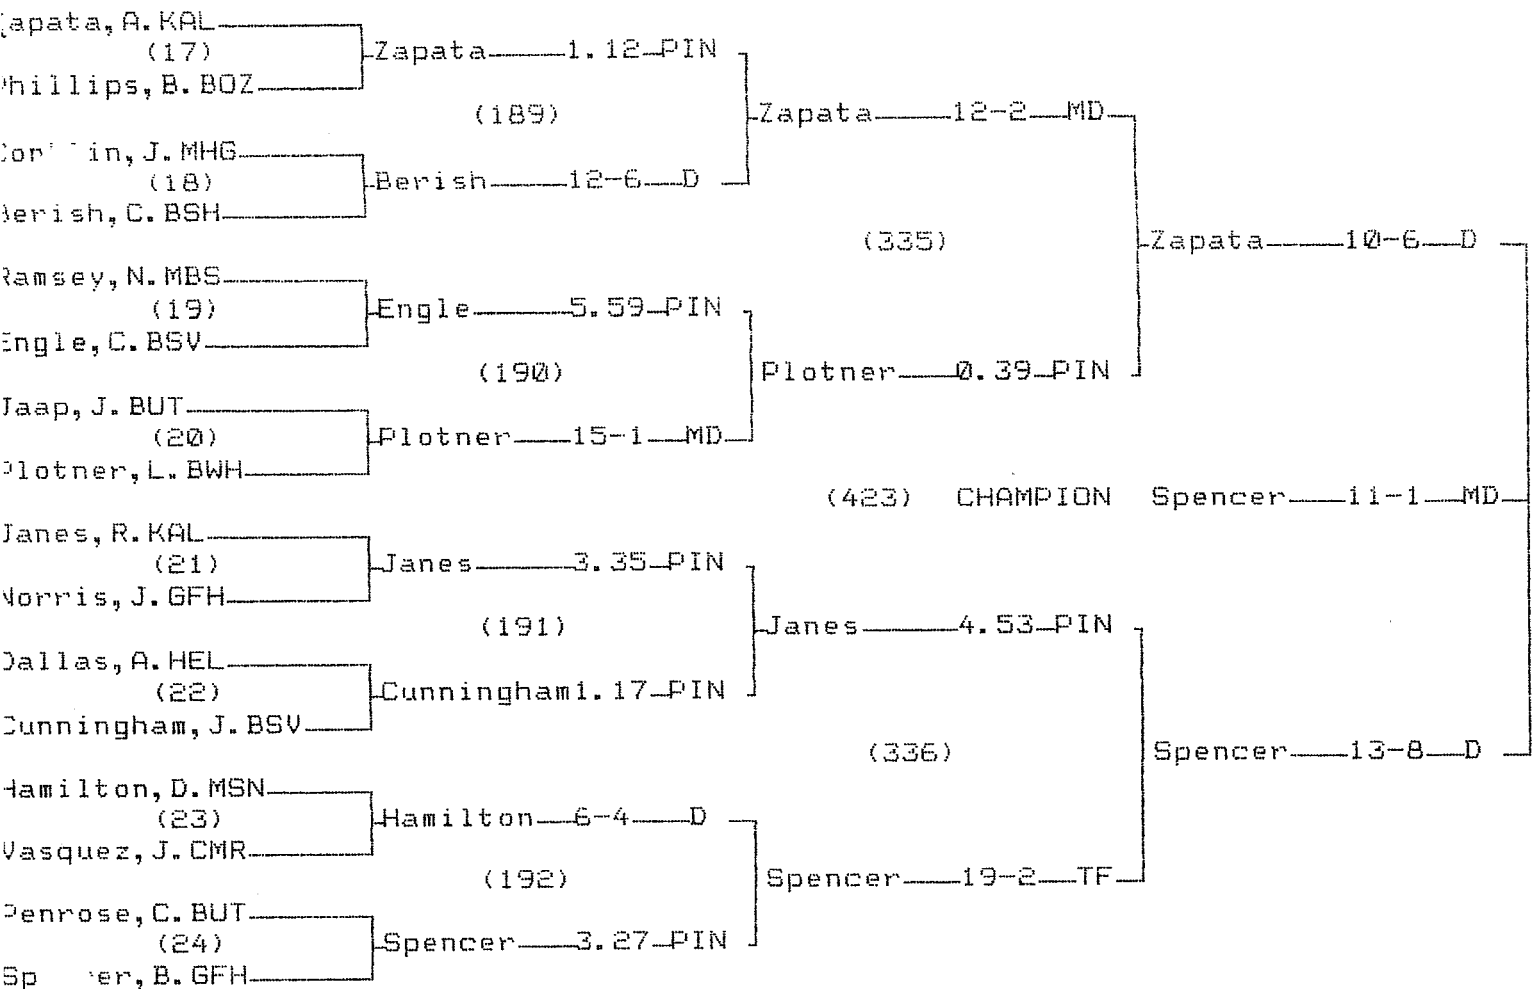 apata, A. KAL
(17)
Zapata 1.12 PIN
hillips, B. BOZ
(189)
Zapata 12-2 MD
in, J. MHG
(18)
Berish 12-6 D
erish, C. BSH
(335)
Zapata 10-6 D
Ramsey, N. MBS
(19)
Engle 5.59 PIN
Engle, C. BSV
(190)
Plotner 0.39 PIN
Jaap, J. BUT
(20)
Plotner 15-1 MD
Plotner, L. BWH
(423) CHAMPION Spencer 11-1 MD
Janes, R. KAL
(21)
Janes 3.35 PIN
Norris, J. GFH
(191)
Janes 4.53 PIN
Dallas, A. HEL
(22)
Cunningham 1.17 PIN
Cunningham, J. BSV
(336)
Spencer 13-8 D
Hamilton, D. MSN
(23)
Hamilton 6-4 D
Vasquez, J. CMR
(192)
Spencer 19-2 TF
Penrose, C. BUT
(24)
Spencer 3.27 PIN
Sp er, B. GFH